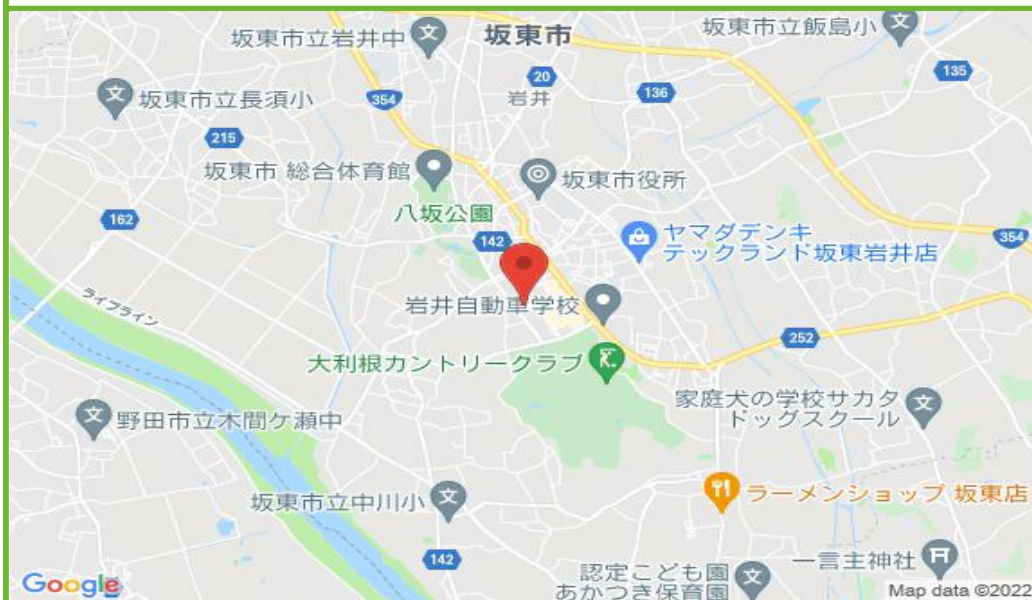 坂東市立岩井中
坂東市
坂東市立飯島小
20
岩井
136
135
坂東市立長須小
354
215
坂東市 総合体育館
坂東市役所
八坂公園
162
142
ヤマダデンキ
テックランド坂東岩井店
354
ライフライン
岩井自動車学校
252
大利根カントリークラブ
家庭犬の学校サカタ
ドッグスクール
野田市立木間ケ瀬中
坂東市立中川小
ラーメンショップ 坂東店
142
一言主神社
認定こども園
あかつき保育園
Google
Map data ©2022